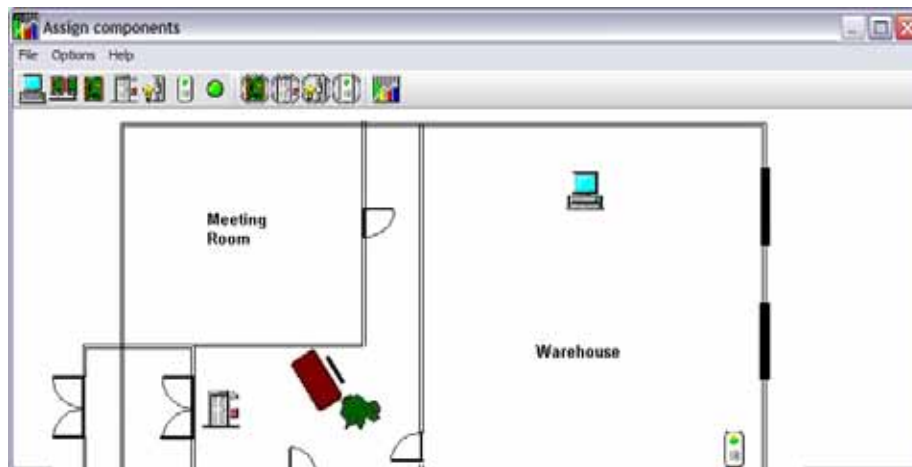 Assign components
File Options Help
Meeting
Room
Warehouse